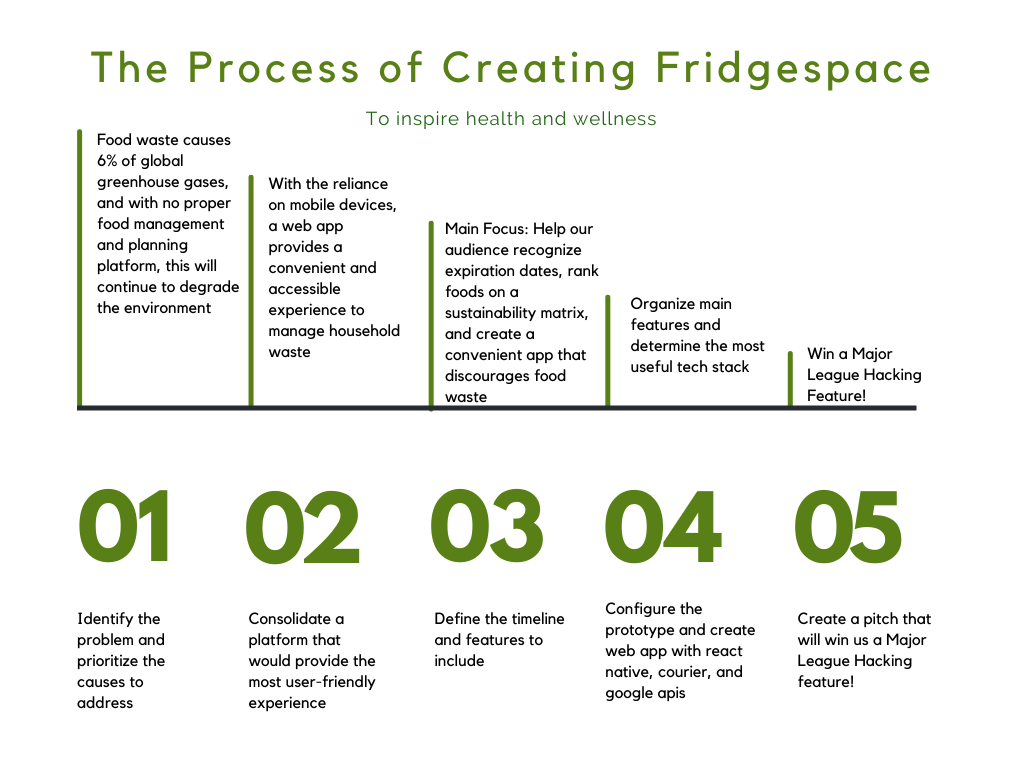 The Process of Creating Fridgespace
To inspire health and wellness
Food waste causes
6% of global
greenhouse gases,
and with no proper
food management
and planning
platform, this will
continue to degrade
the environment
With the reliance
on mobile devices,
a web app
provides a
convenient and
accessible
experience to
manage household
waste
Main Focus: Help our
audience recognize
expiration dates, rank
foods on a
sustainability matrix,
and create a
convenient app that
discourages food
waste
Organize main
features and
determine the most
useful tech stack
Win a Major
League Hacking
Feature!
01
Identify the
problem and
prioritize the
causes to
address
02
Consolidate a
platform that
would provide the
most user-friendly
experience
03
Define the timeline
and features to
include
04
Configure the
prototype and create
web app with react
native, courier, and
google apis
05
Create a pitch that
will win us a Major
League Hacking
feature!